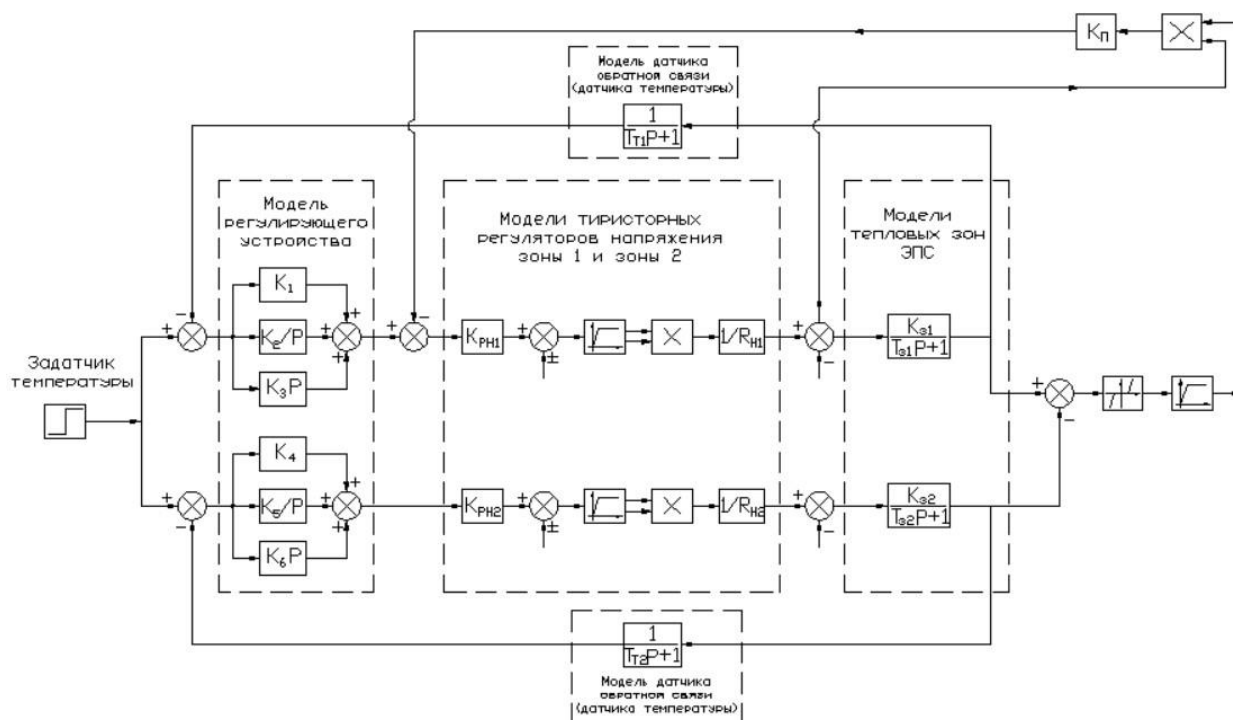 Kп
Модель датчика
обратной связи
(датчика температуры)
1
Tт1P+1
Модель
регулирующего
устройства
Модели тиристорных
регуляторов напряжения
зоны 1 и зоны 2
Модели
тепловых зон
ЭПС
K1
K2/P
K3P
KРН1
1/RН1
Kэ1
Tэ1P+1
Задатчик
температуры
K4
K5/P
K6P
KРН2
1/RН2
Kэ2
Tэ2P+1
1
Tт2P+1
Модель датчика
обратной связи
(датчика температуры)